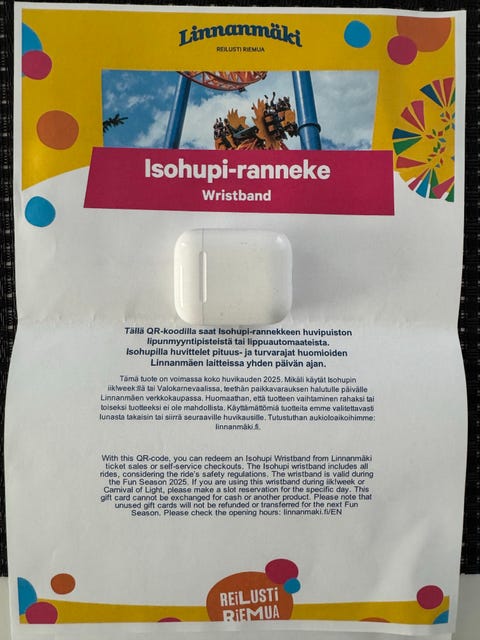 Linnanmäki
REILUSTI RIEMUA
Isohupi-ranneke
Wristband
Tällä QR-koodilla saat Isohupi-rannekkeen huvipuiston
lipunmyyntipisteistä tai lippuautomaateista.
Isohupilla huvittelet pituus- ja turvarajat huomioiden
Linnanmäen laitteissa yhden päivän ajan.
Tämä tuote on voimassa koko huvikauden 2025. Mikäli käytät Isohupin
iik!week:illä tai Valokarnevaalissa, teethän paikkavarauksen halutulle päivälle
Linnanmäen verkkokaupassa. Huomaathan, että tuotteen vaihtaminen rahaksi tai
toiseksi tuotteeksi ei ole mahdollista. Käyttämättömiä tuotteita emme valitettavasti
lunasta takaisin tai siirrä seuraaville huvikausille. Tutustuthan aukioloaikoihimme:
linnanmaki.fi.
With this QR-code, you can redeem an Isohupi Wristband from Linnanmäki
ticket sales or self-service checkouts. The Isohupi wristband includes all
rides, considering the ride's safety regulations. The wristband is valid during
the Fun Season 2025. If you are using this wristband during iik!week or
Carnival of Light, please make a slot reservation for the specific day. This
gift card cannot be exchanged for cash or another product. Please note that
unused gift cards will not be refunded or transferred for the next Fun
Season. Please check the opening hours: linnanmaki.fi/EN
REILUSTI
RIEMUA